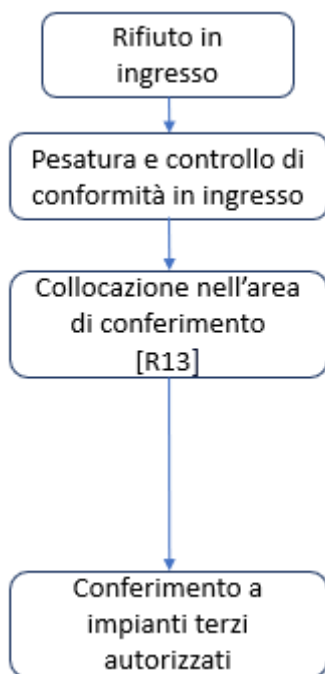 Rifiuto in
ingresso
Pesatura e controllo di
conformità in ingresso
Collocazione nell’area
di conferimento
[R13]
Conferimento a
impianti terzi
autorizzati